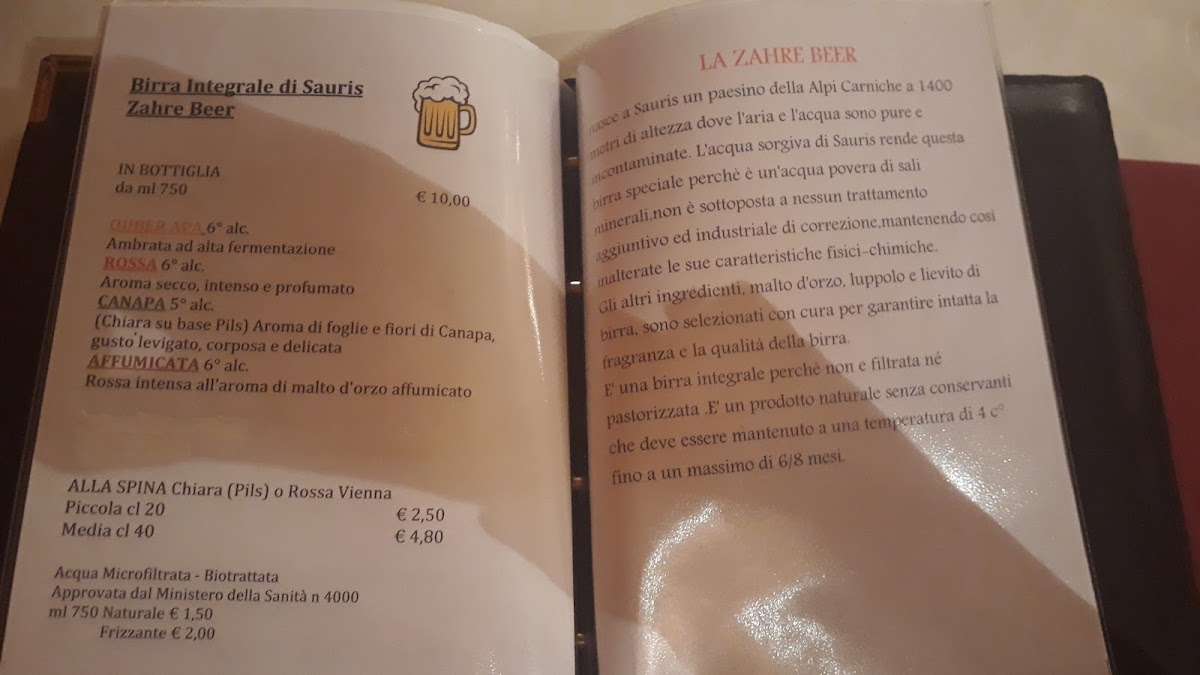 Birra Integrale di Sauris
Zahre Beer
IN BOTTIGLIA
da ml 750
€ 10,00
OUBER APA 6° alc.
Ambrata ad alta fermentazione
ROSSA 6° alc.
Aroma secco, intenso e profumato
CANAPA 5° alc.
(Chiara su base Pils) Aroma di foglie e fiori di Canapa,
gusto levigato, corposa e delicata
AFFUMICATA 6° alc.
Rossa intensa all'aroma di malto d'orzo affumicato
ALLA SPINA Chiara (Pils) o Rossa Vienna
Piccola cl 20 € 2,50
Media cl 40 € 4,80
Acqua Microfiltrata - Biotrattata
Approvata dal Ministero della Sanità n 4000
ml 750 Naturale € 1,50
Frizzante € 2,00
LA ZAHRE BEER
nasce a Sauris un paesino della Alpi Carniche a 1400
metri di altezza dove l'aria e l'acqua sono pure e
incontaminate. L'acqua sorgiva di Sauris rende questa
birra speciale perchè è un'acqua povera di sali
minerali,non è sottoposta a nessun trattamento
aggiuntivo ed industriale di correzione,mantenendo così
inalterate le sue caratteristiche fisici-chimiche.
Gli altri ingredienti, malto d'orzo, luppolo e lievito di
birra, sono selezionati con cura per garantire intatta la
fragranza e la qualità della birra.
E' una birra integrale perchè non e filtrata né
pastorizzata .E' un prodotto naturale senza conservanti
che deve essere mantenuto a una temperatura di 4 c°
fino a un massimo di 6/8 mesi.